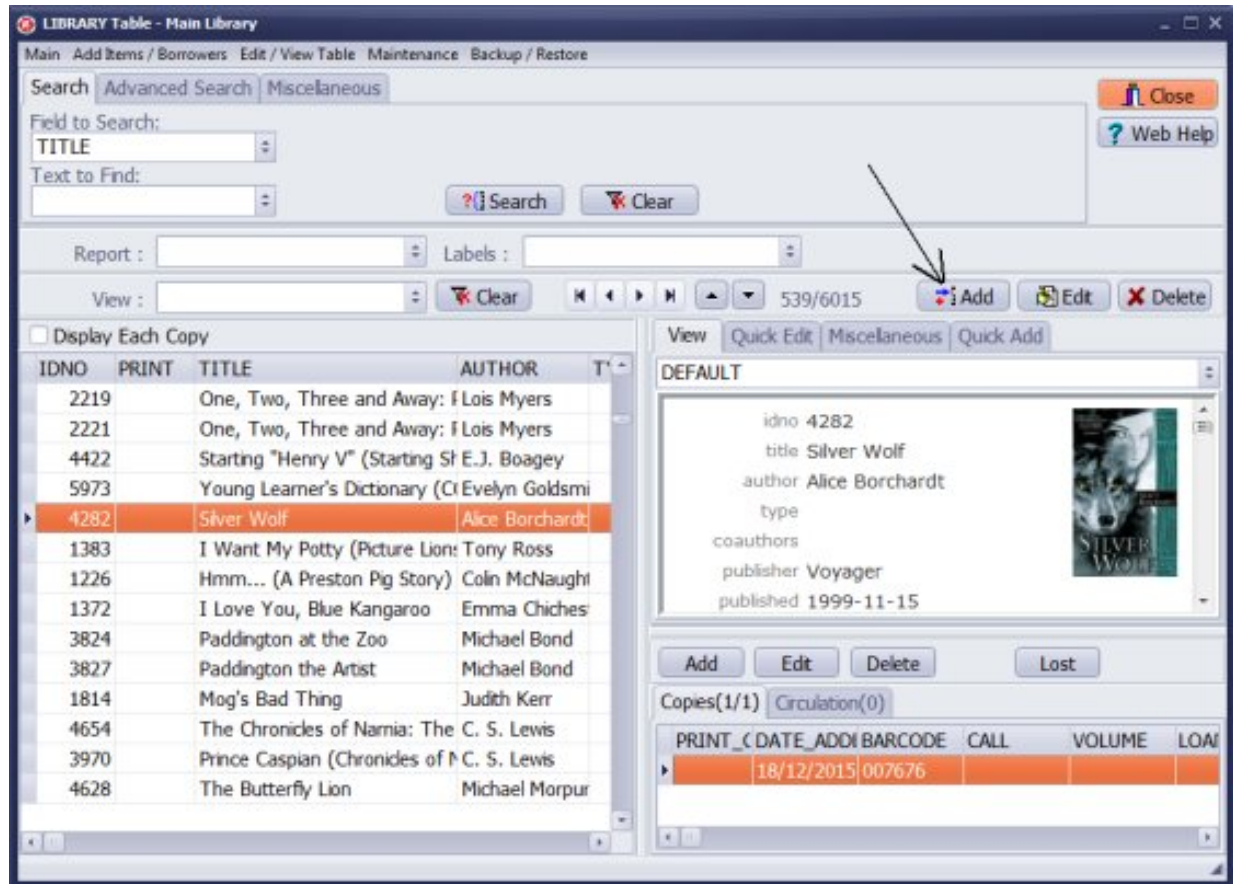 LIBRARY Table - Main Library
Main Add Items / Borrowers Edit / View Table Maintenance Backup / Restore
Search Advanced Search Miscellaneous
Close
Field to Search:
TITLE
Web Help
Text to Find:
Search Clear
Report : Labels :
View : Clear 539/6015 Add Edit Delete
Display Each Copy
View Quick Edit Miscellaneous Quick Add
IDNO PRINT TITLE AUTHOR
2219 One, Two, Three and Away: Lois Myers
2221 One, Two, Three and Away: Lois Myers
4422 Starting "Henry V" (Starting E.J. Boagey
5973 Young Learner's Dictionary Evelyn Goldsmi
4282 Silver Wolf Alice Borchardt
1383 I Want My Potty (Picture Lions Tony Ross
1226 Hmm... (A Preston Pig Story) Colin McNaught
1372 I Love You, Blue Kangaroo Emma Chiches
3824 Paddington at the Zoo Michael Bond
3827 Paddington the Artist Michael Bond
1814 Mog's Bad Thing Judith Kerr
4654 The Chronicles of Narnia: The C. S. Lewis
3970 Prince Caspian (Chronicles of C. S. Lewis
4628 The Butterfly Lion Michael Morpur
DEFAULT
idno 4282
title Silver Wolf
author Alice Borchardt
type
coauthors
publisher Voyager
published 1999-11-15
SILVER
WOLF
Add Edit Delete Lost
Copies(1/1) Circulation(0)
PRINT_C DATE_ADDI BARCODE CALL VOLUME LOAI
18/12/2015 007676